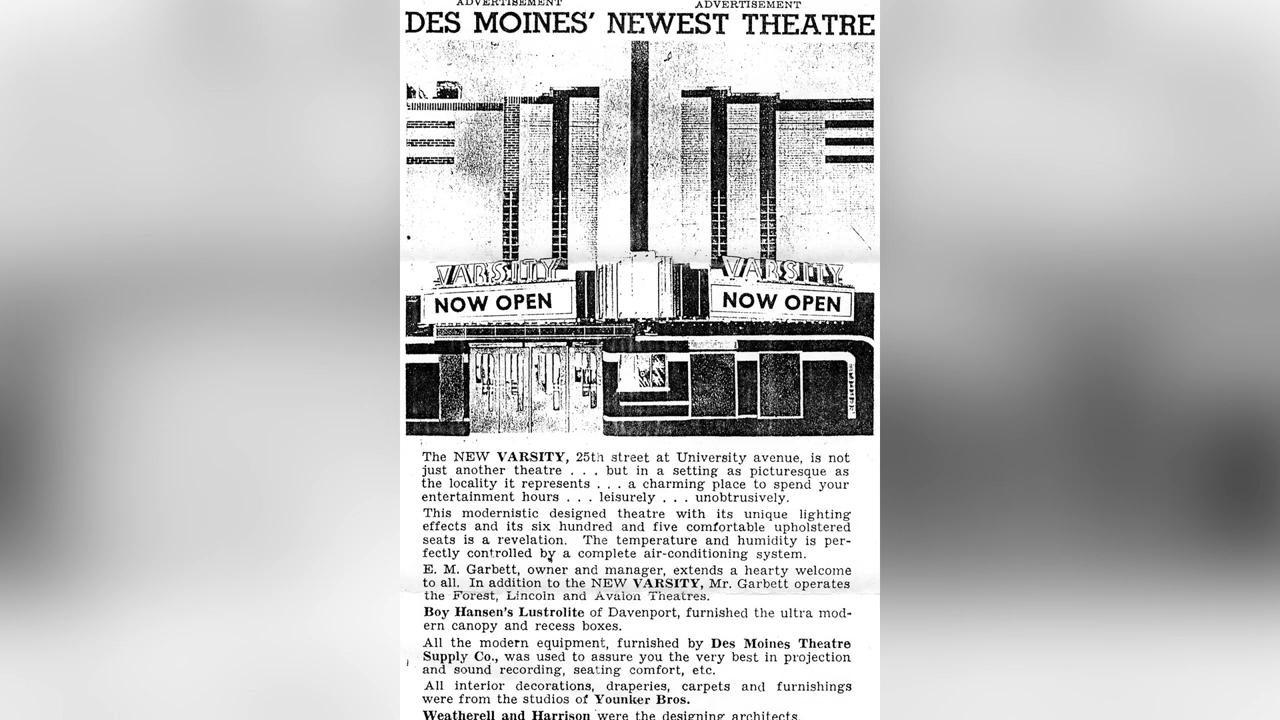 ADVERTISEMENT ADVERTISEMENT
DES MOINES' NEWEST THEATRE
VARSITY VARSITY
NOW OPEN NOW OPEN
The NEW VARSITY, 25th street at University avenue, is not
just another theatre . . . but in a setting as picturesque as
the locality it represents . . . a charming place to spend your
entertainment hours . . . leisurely . . . unobtrusively.
This modernistic designed theatre with its unique lighting
effects and its six hundred and five comfortable upholstered
seats is a revelation. The temperature and humidity is per-
fectly controlled by a complete air-conditioning system.
E. M. Garbett, owner and manager, extends a hearty welcome
to all. In addition to the NEW VARSITY, Mr. Garbett operates
the Forest, Lincoln and Avalon Theatres.
Boy Hansen's Lustrolite of Davenport, furnished the ultra mod-
ern canopy and recess boxes.
All the modern equipment, furnished by Des Moines Theatre
Supply Co., was used to assure you the very best in projection
and sound recording, seating comfort, etc.
All interior decorations, draperies, carpets and furnishings
were from the studios of Younker Bros.
Weatherell and Harrison were the designing architects.